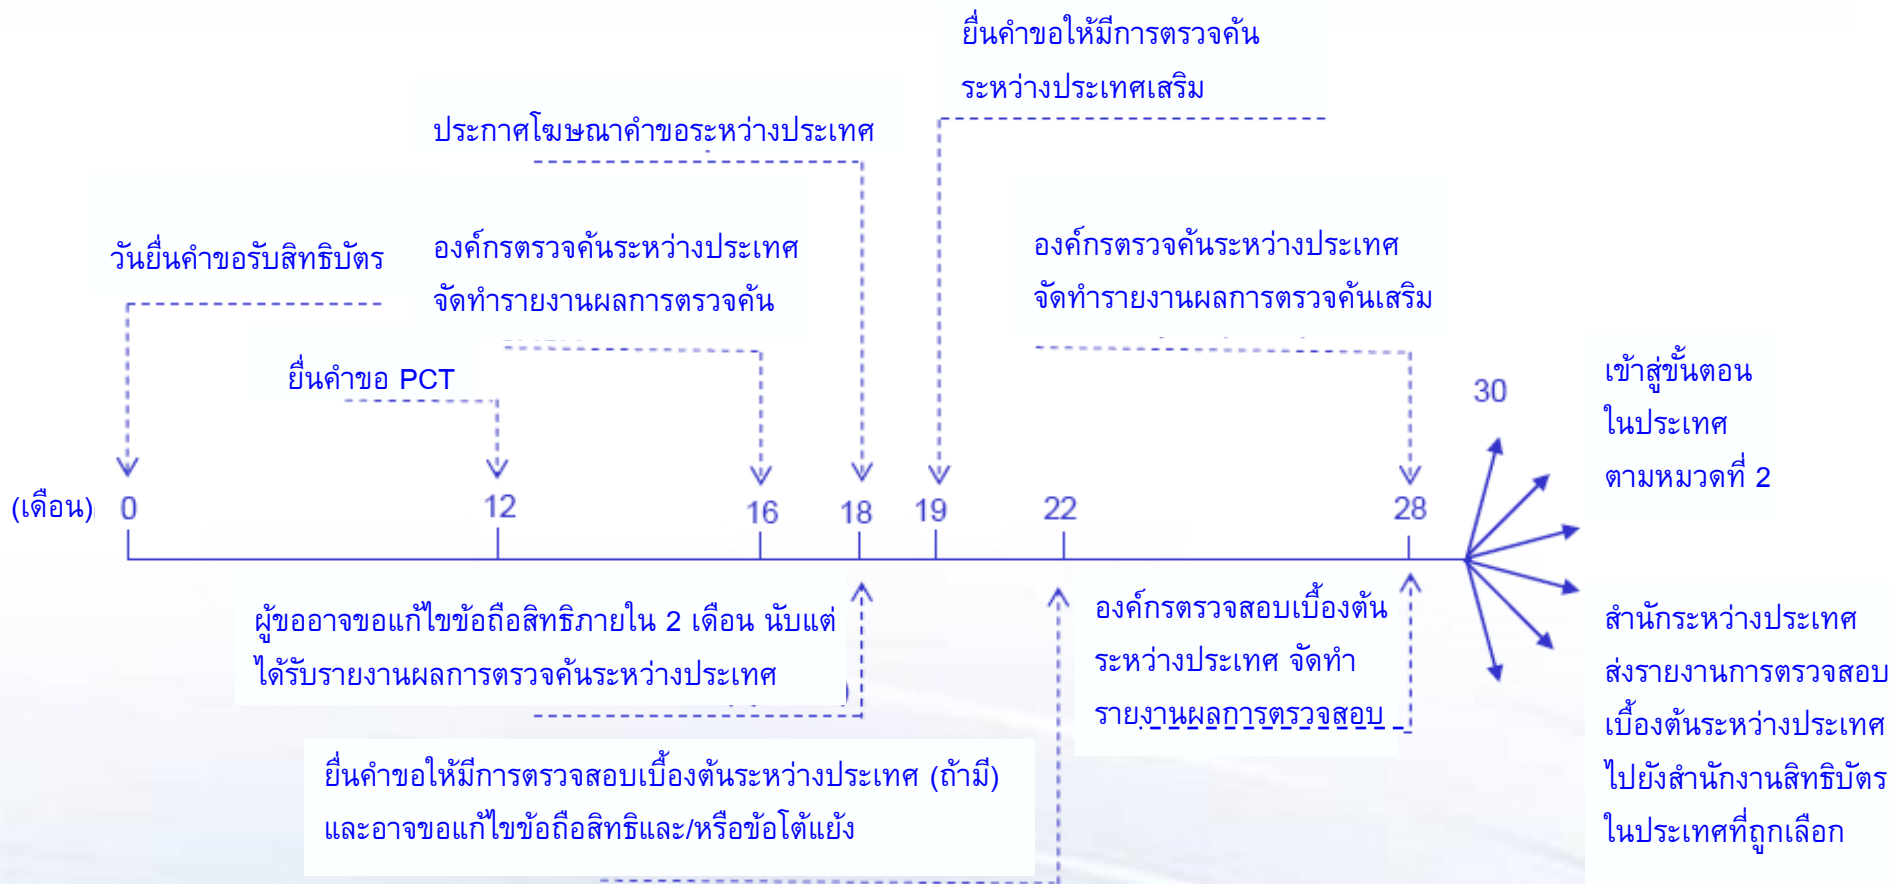 ยื่นคำขอให้มีการตรวจค้น
ระหว่างประเทศเสริม
ประกาศโฆษณาคำขอระหว่างประเทศ
วันยื่นคำขอรับสิทธิบัตร
องค์กรตรวจค้นระหว่างประเทศ
จัดทำรายงานผลการตรวจค้น
องค์กรตรวจค้นระหว่างประเทศ
จัดทำรายงานผลการตรวจค้นเสริม
ยื่นคำขอ PCT
30
เข้าสู่ขั้นตอน
ในประเทศ
ตามหมวดที่ 2
(เดือน) 0 12 16 18 19 22 28
ผู้ขออาจขอแก้ไขข้อถือสิทธิภายใน 2 เดือน นับแต่
ได้รับรายงานผลการตรวจค้นระหว่างประเทศ
องค์กรตรวจสอบเบื้องต้น
ระหว่างประเทศ จัดทำ
รายงานผลการตรวจสอบ
สำนักระหว่างประเทศ
ส่งรายงานการตรวจสอบ
เบื้องต้นระหว่างประเทศ
ไปยังสำนักงานสิทธิบัตร
ในประเทศที่ถูกเลือก
ยื่นคำขอให้มีการตรวจสอบเบื้องต้นระหว่างประเทศ (ถ้ามี)
และอาจขอแก้ไขข้อถือสิทธิและ/หรือข้อโต้แย้ง